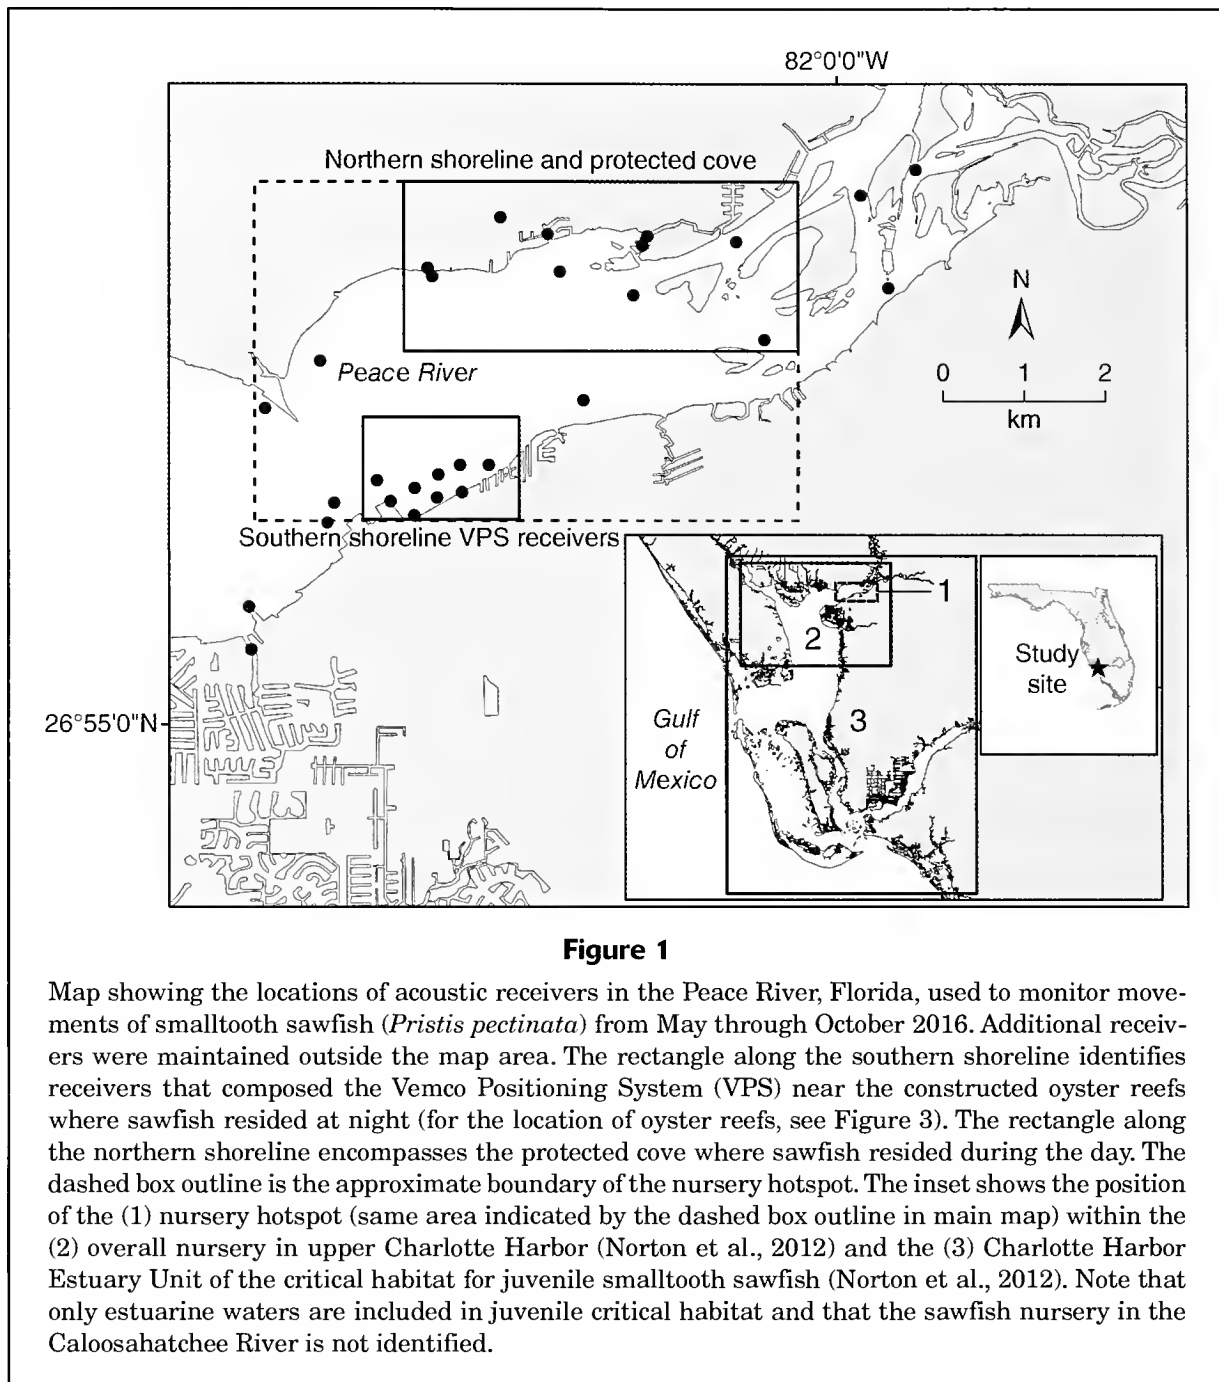 82°0'0"W
Northern shoreline and protected cove
N
Peace River
0 1 2
km
Southern shoreline VPS receivers
1
2
Study
site
26°55'0"N
3
Gulf
of
Mexico
Figure 1
Map showing the locations of acoustic receivers in the Peace River, Florida, used to monitor move-
ments of smalltooth sawfish (Pristis pectinata) from May through October 2016. Additional receiv-
ers were maintained outside the map area. The rectangle along the southern shoreline identifies
receivers that composed the Vemco Positioning System (VPS) near the constructed oyster reefs
where sawfish resided at night (for the location of oyster reefs, see Figure 3). The rectangle along
the northern shoreline encompasses the protected cove where sawfish resided during the day. The
dashed box outline is the approximate boundary of the nursery hotspot. The inset shows the position
of the (1) nursery hotspot (same area indicated by the dashed box outline in main map) within the
(2) overall nursery in upper Charlotte Harbor (Norton et al., 2012) and the (3) Charlotte Harbor
Estuary Unit of the critical habitat for juvenile smalltooth sawfish (Norton et al., 2012). Note that
only estuarine waters are included in juvenile critical habitat and that the sawfish nursery in the
Caloosahatchee River is not identified.